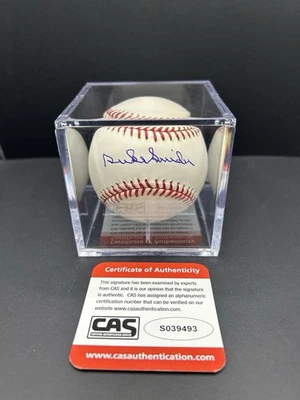 Duke Snider
Certificate of Authenticity
This signature has been examined by experts
from CAS and it is our opinion that the signature
is authentic. CAS has assigned an alphanumeric
certification number that can be verified on our
website. www.casauthentication.com.
CAS
S039493
www.casauthentication.com